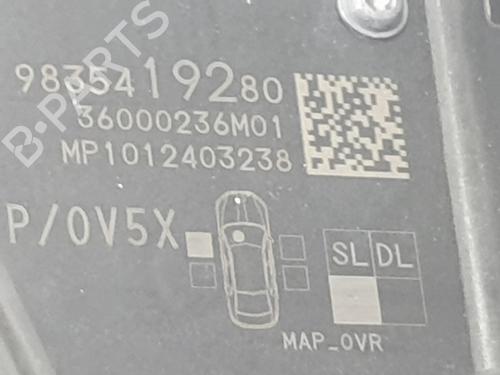 B-PARTS
9835419280
36000236M01
MP1012403238
P/0V5X
SL DL
MAP_OVR